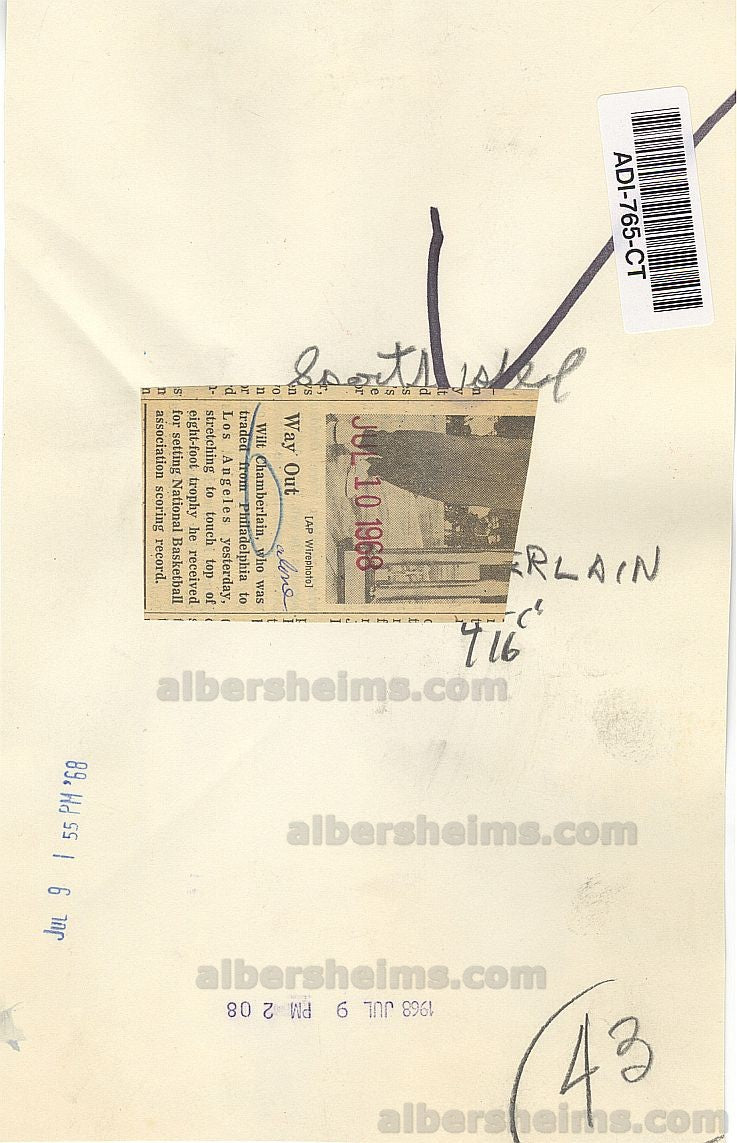 ADI-765-CT
JUL 10 1968
[AP Wirephoto]
Way Out
Wilt Chamberlain, who was
traded from Philadelphia to
Los Angeles yesterday,
stretching to touch top of
eight-foot trophy he received
for setting National Basketball
association scoring record.
alone
ERLAIN
416
albersheims.com
JUL 9 1 55 PM '68
albersheims.com
albersheims.com
1968 JUL 9 PM 2 08
43
albersheims.com